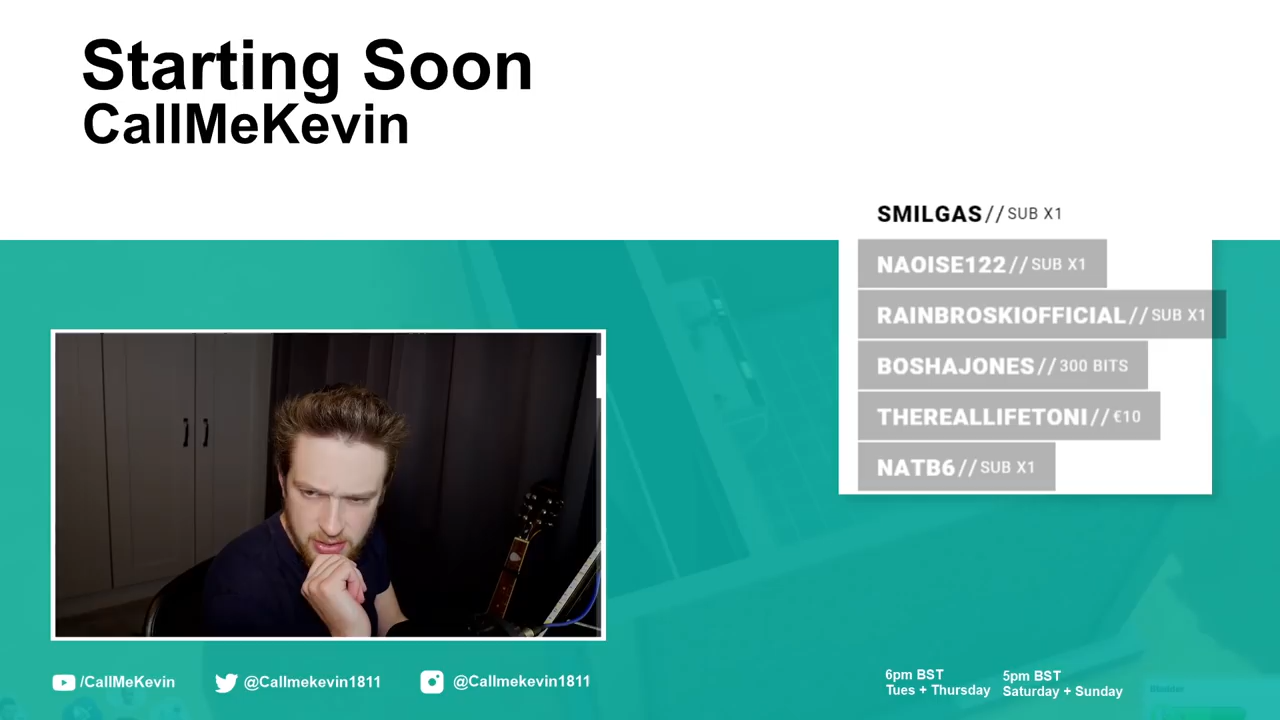 Starting Soon
CallMeKevin
SMILGAS // SUB X1
NAOISE122 // SUB X1
RAINBROSKIOFFICIAL // SUB X1
BOSHAJONES // 300 BITS
THEREALLIFETONI // €10
NATB6 // SUB X1
/CallMeKevin
@Callmekevin1811
@Callmekevin1811
6pm BST
Tues + Thursday
5pm BST
Saturday + Sunday